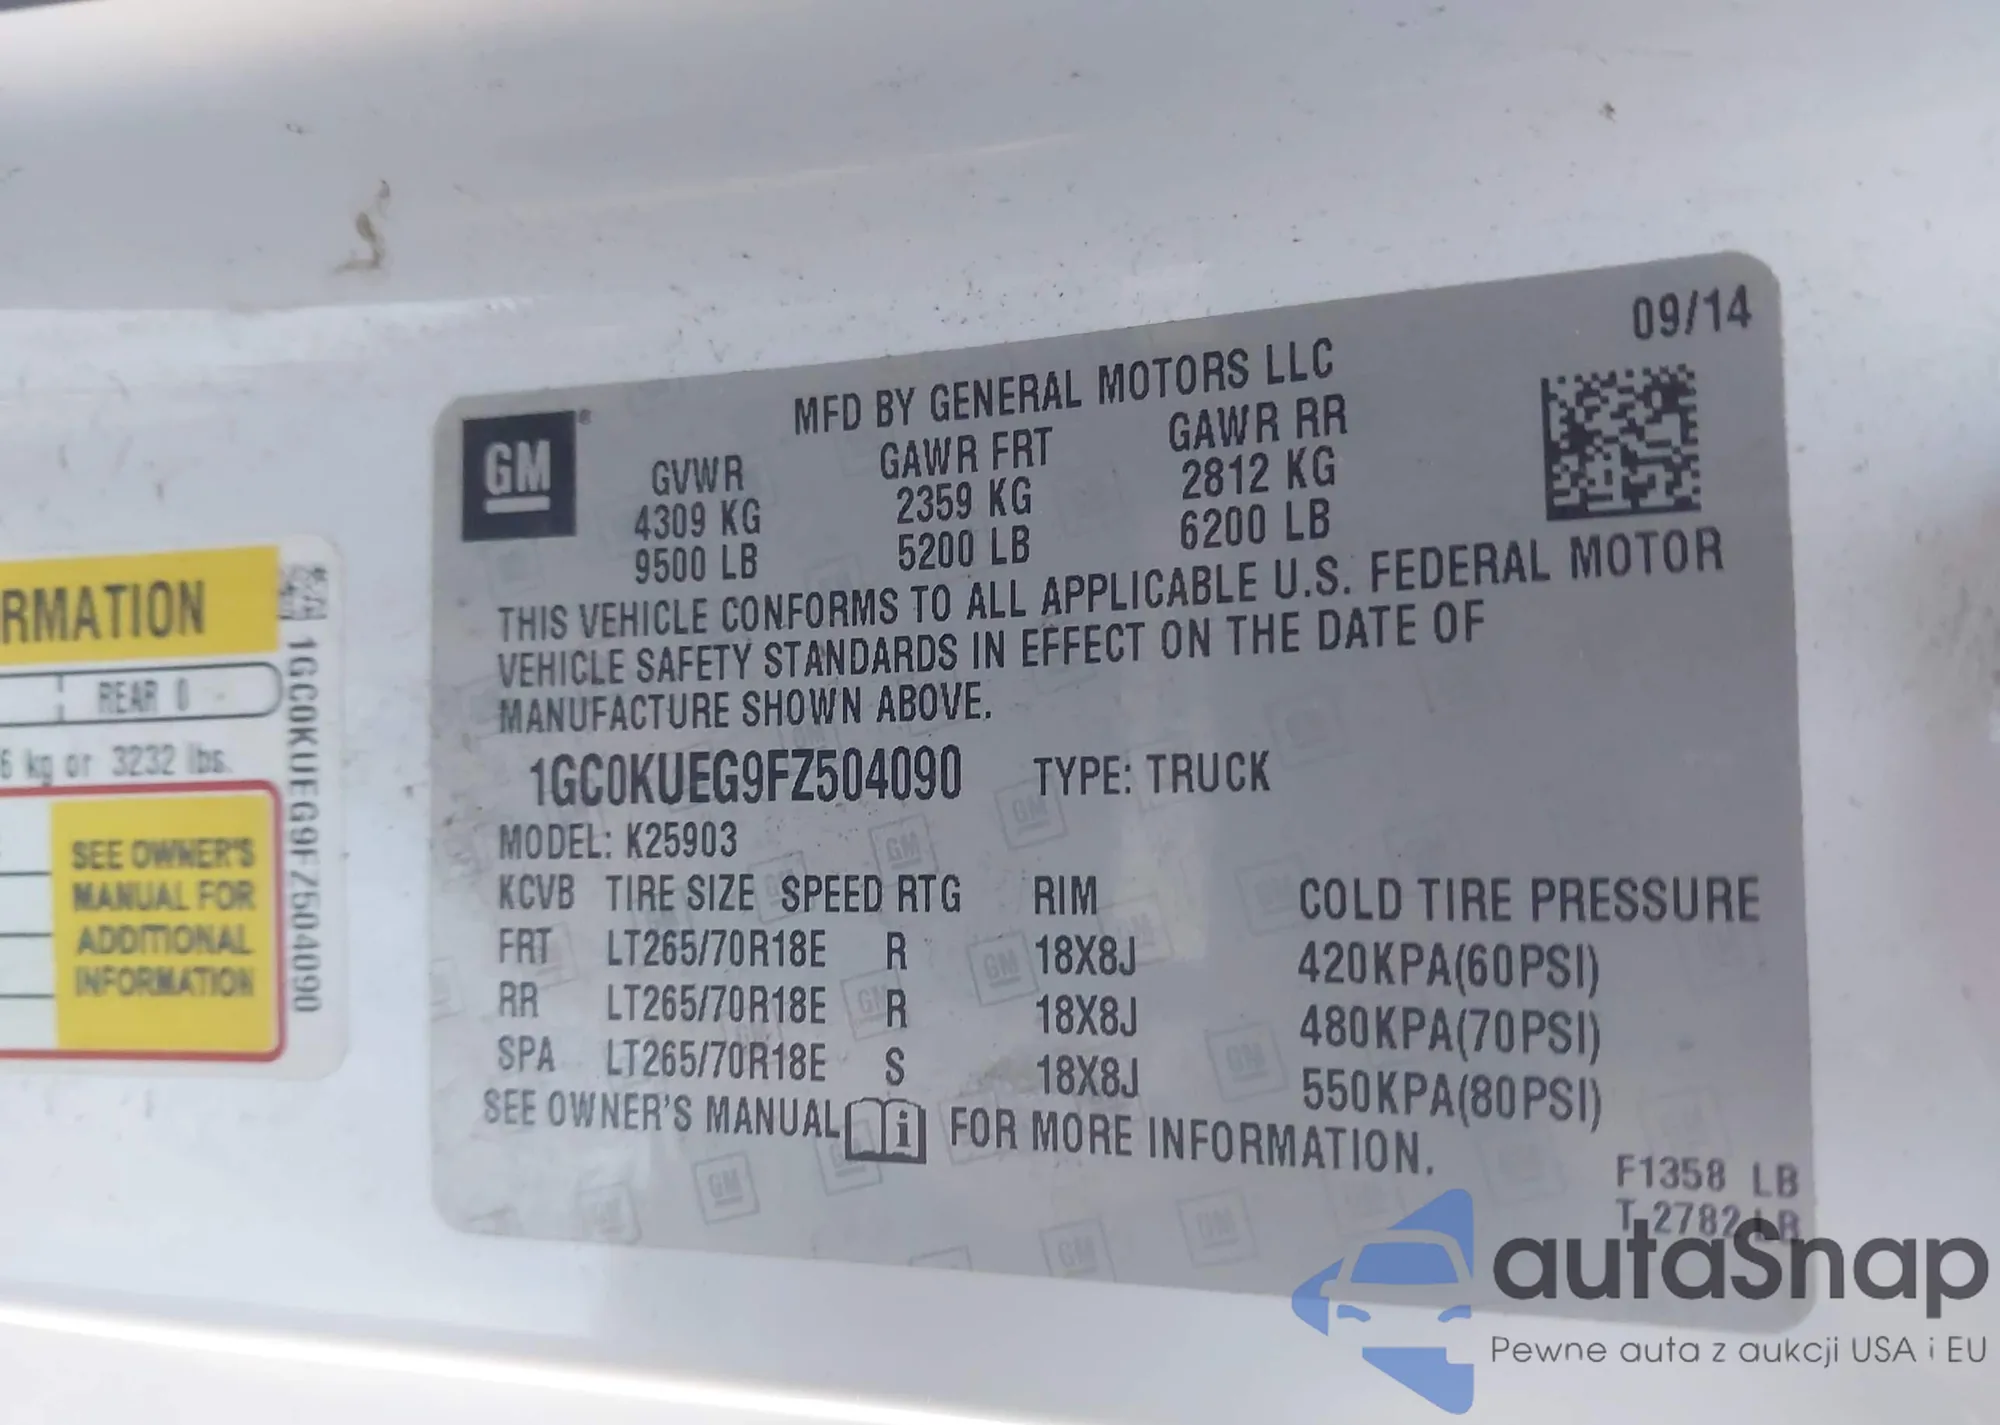 09/14
MFD BY GENERAL MOTORS LLC
GM ®
GVWR GAWR FRT GAWR RR
4309 KG 2359 KG 2812 KG
9500 LB 5200 LB 6200 LB
THIS VEHICLE CONFORMS TO ALL APPLICABLE U.S. FEDERAL MOTOR
VEHICLE SAFETY STANDARDS IN EFFECT ON THE DATE OF
MANUFACTURE SHOWN ABOVE.
1GC0KUEG9FZ504090 TYPE: TRUCK
MODEL: K25903
KCVB TIRE SIZE SPEED RTG RIM COLD TIRE PRESSURE
FRT LT265/70R18E R 18X8J 420KPA(60PSI)
RR LT265/70R18E R 18X8J 480KPA(70PSI)
SPA LT265/70R18E S 18X8J 550KPA(80PSI)
SEE OWNER'S MANUAL i FOR MORE INFORMATION.
F1358 LB
T 2782 LB
RMATION
REAR 0
6 kg or 3232 lbs.
SEE OWNER'S
MANUAL FOR
ADDITIONAL
INFORMATION
1GC0KUEG9FZ504090
autaSnap
Pewne auta z aukcji USA i EU